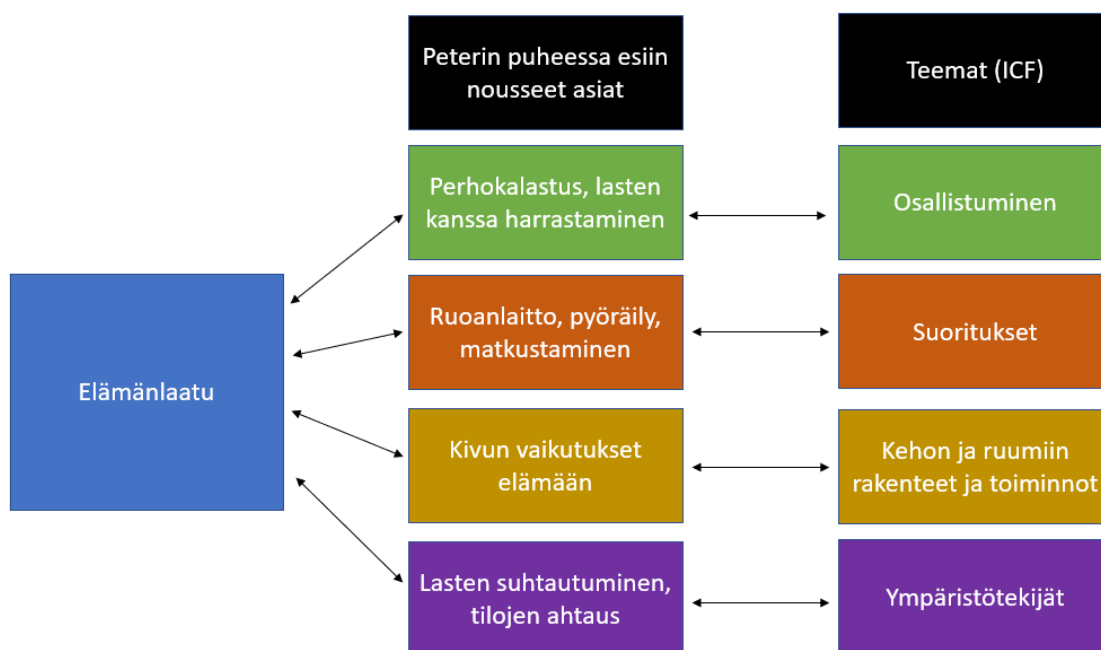 Peterin puheessa esiin
nousseet asiat
Teemat (ICF)
Perhokalastus, lasten
kanssa harrastaminen
Osallistuminen
Elämänlaatu
Ruoanlaitto, pyöräily,
matkustaminen
Suoritukset
Kivun vaikutukset
elämään
Kehon ja ruumiin
rakenteet ja toiminnot
Lasten suhtautuminen,
tilojen ahtaus
Ympäristötekijät